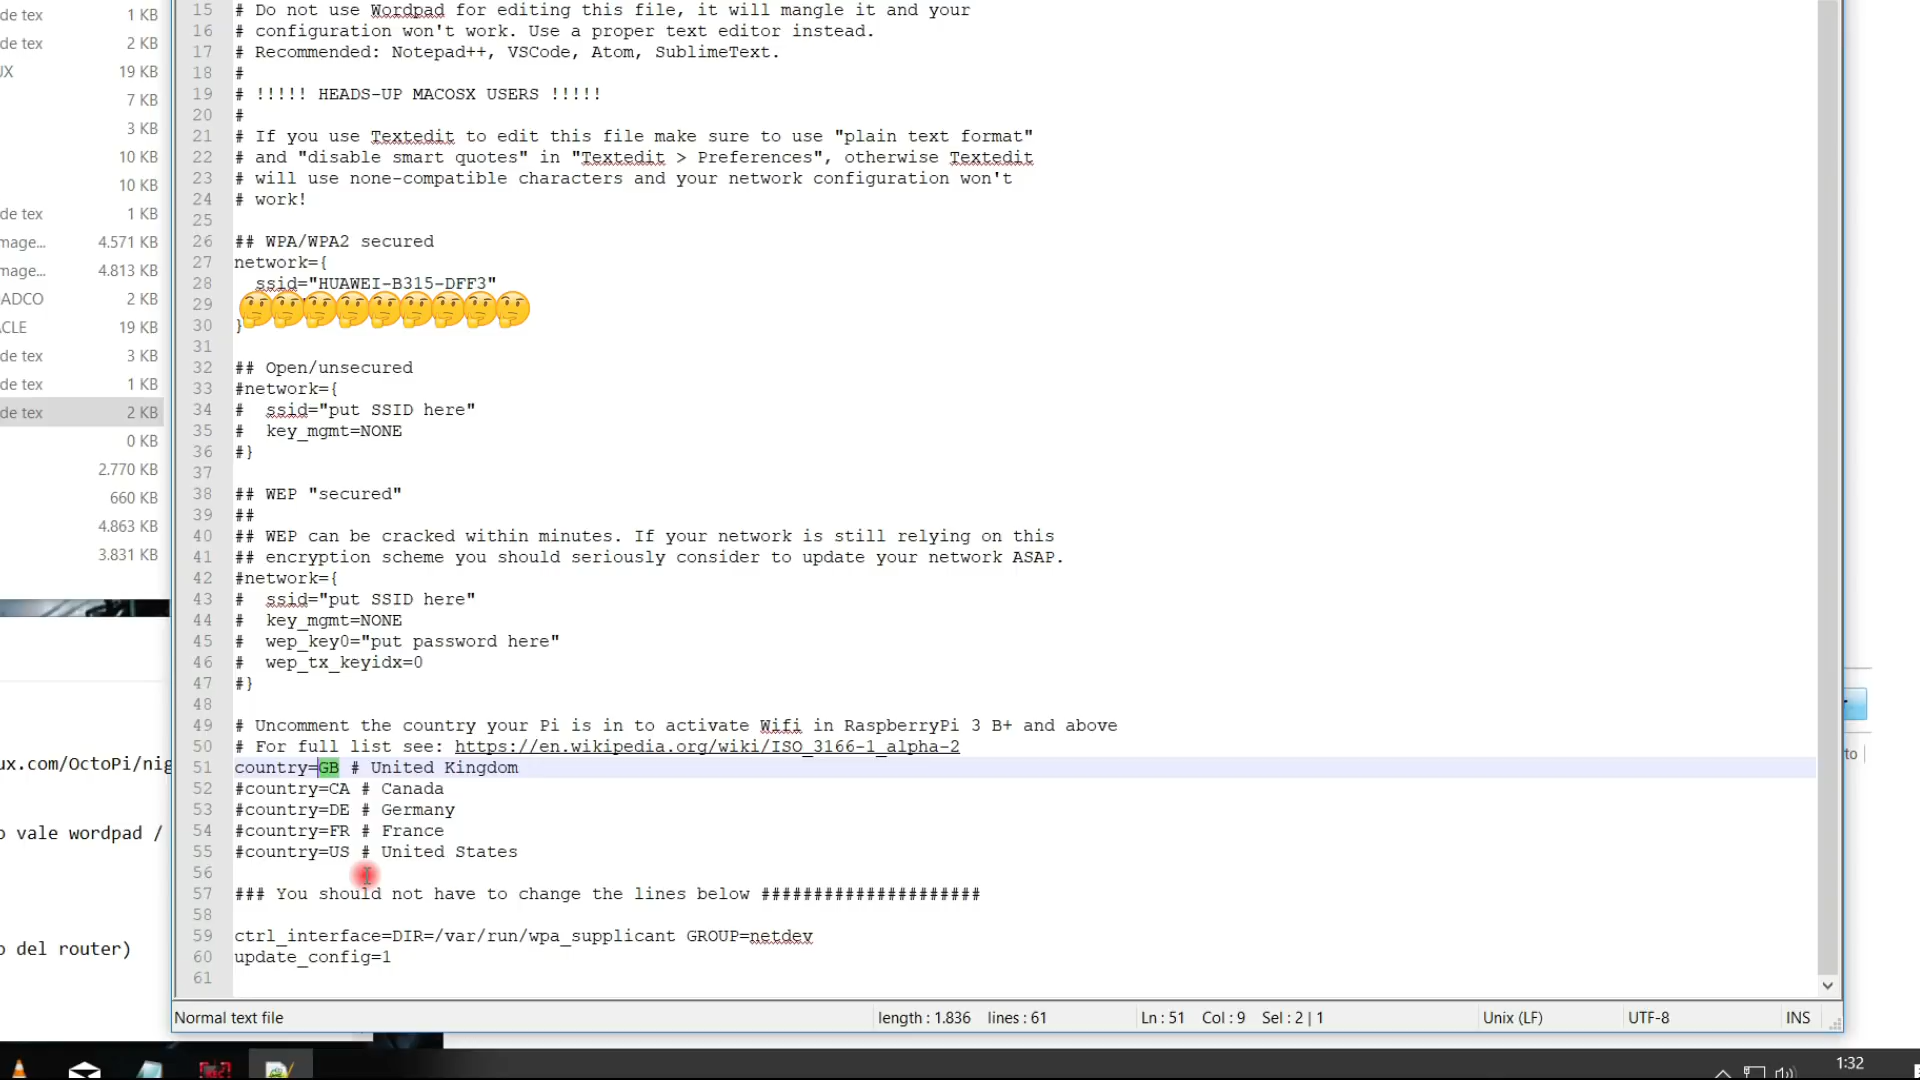 de tex 1 KB
de tex 2 KB
UX 19 KB
7 KB
3 KB
10 KB
10 KB
de tex 1 KB
mage... 4.571 KB
mage... 4.813 KB
ADCO 2 KB
CLE 19 KB
de tex 3 KB
de tex 1 KB
de tex 2 KB
0 KB
2.770 KB
660 KB
4.863 KB
3.831 KB
ux.com/OctoPi/nig
o vale wordpad /
o del router)
15 # Do not use Wordpad for editing this file, it will mangle it and your
16 # configuration won't work. Use a proper text editor instead.
17 # Recommended: Notepad++, VSCode, Atom, SublimeText.
18 #
19 # !!!!! HEADS-UP MACOSX USERS !!!!!
20 #
21 # If you use Textedit to edit this file make sure to use "plain text format"
22 # and "disable smart quotes" in "Textedit > Preferences", otherwise Textedit
23 # will use none-compatible characters and your network configuration won't
24 # work!
25
26 ## WPA/WPA2 secured
27 network={
28 ssid="HUAWEI-B315-DFF3"
29
30 }
31
32 ## Open/unsecured
33 #network={
34 # ssid="put SSID here"
35 # key_mgmt=NONE
36 #}
37
38 ## WEP "secured"
39 ##
40 ## WEP can be cracked within minutes. If your network is still relying on this
41 ## encryption scheme you should seriously consider to update your network ASAP.
42 #network={
43 # ssid="put SSID here"
44 # key_mgmt=NONE
45 # wep_key0="put password here"
46 # wep_tx_keyidx=0
47 #}
48
49 # Uncomment the country your Pi is in to activate Wifi in RaspberryPi 3 B+ and above
50 # For full list see: https://en.wikipedia.org/wiki/ISO_3166-1_alpha-2
51 country=GB # United Kingdom
52 #country=CA # Canada
53 #country=DE # Germany
54 #country=FR # France
55 #country=US # United States
56
57 ### You should not have to change the lines below #####################
58
59 ctrl_interface=DIR=/var/run/wpa_supplicant GROUP=netdev
60 update_config=1
61
to
Normal text file length : 1.836 lines : 61 Ln : 51 Col : 9 Sel : 2 | 1 Unix (LF) UTF-8 INS
1:32